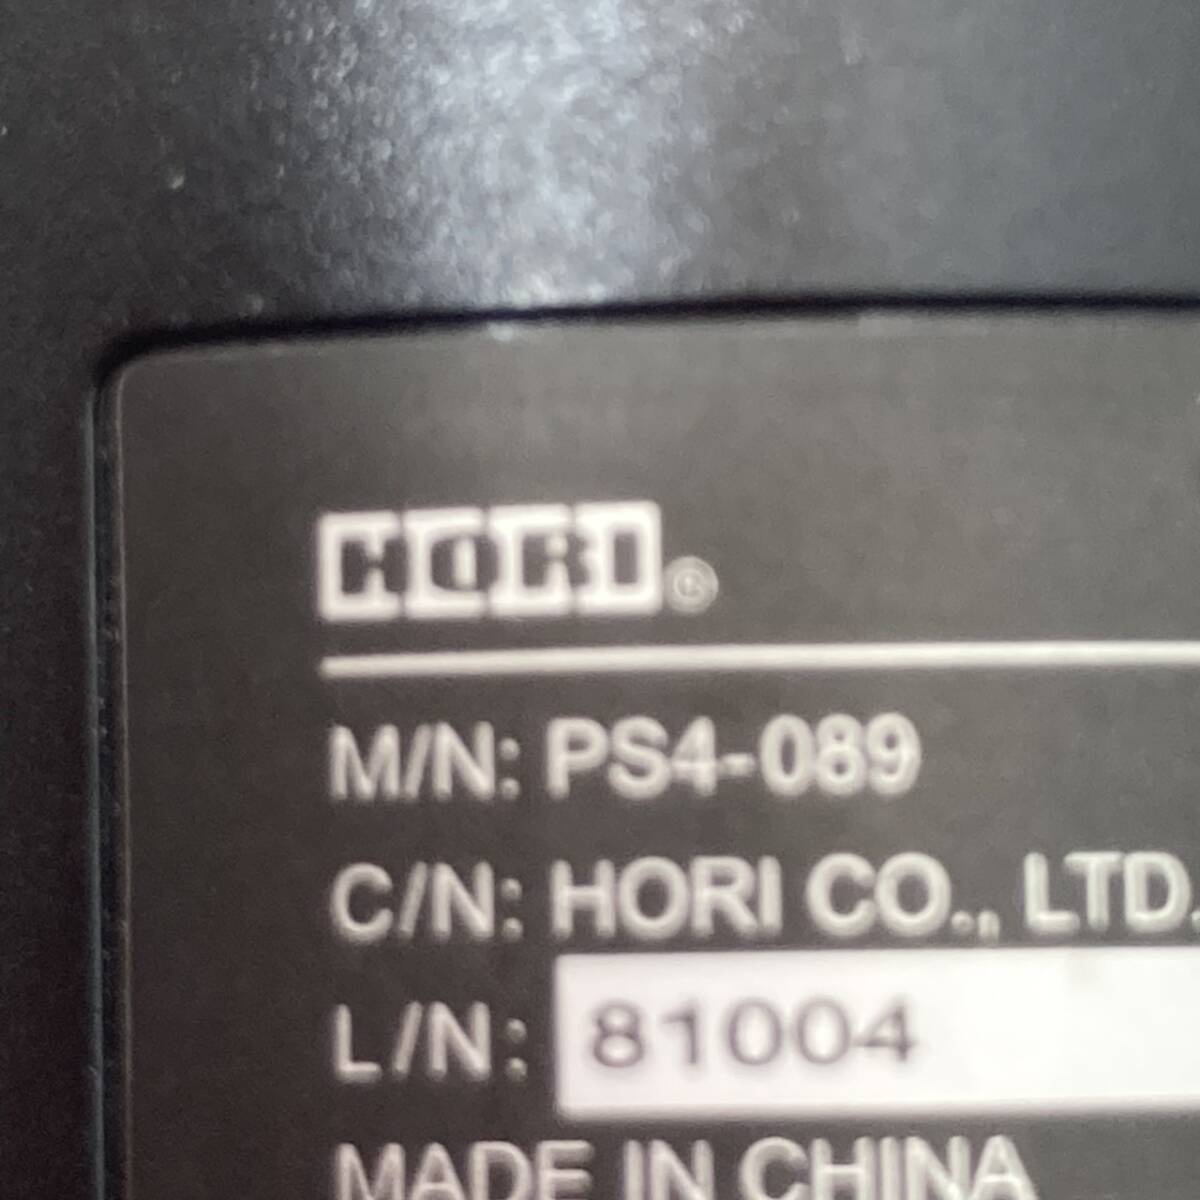 HORI®
M/N: PS4-089
C/N: HORI CO., LTD.
L/N: 81004
MADE IN CHINA